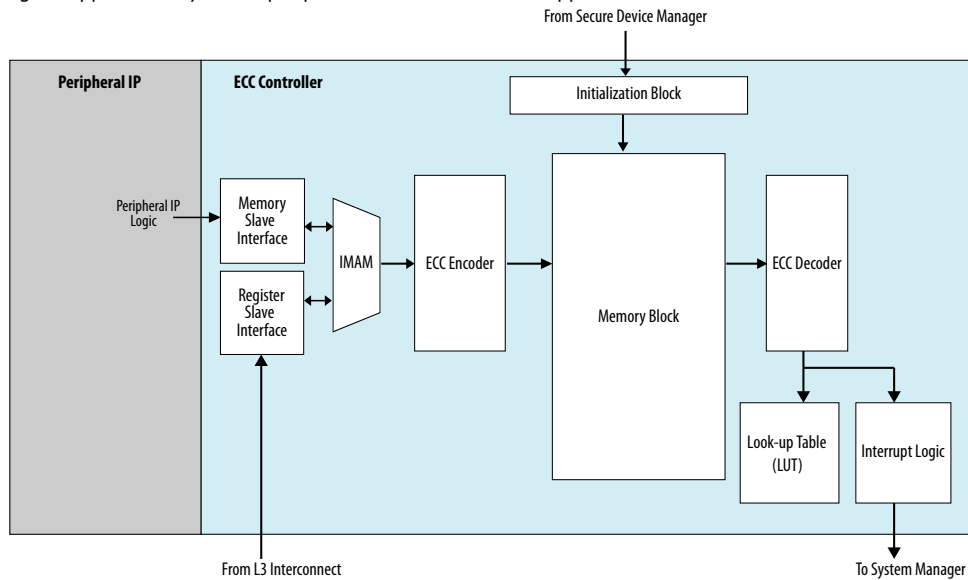 From Secure Device Manager
Peripheral IP
ECC Controller
Initialization Block
Peripheral IP
Logic
Memory
Slave
Interface
IMAM
ECC Encoder
Memory Block
ECC Decoder
Register
Slave
Interface
Look-up Table
(LUT)
Interrupt Logic
From L3 Interconnect
To System Manager